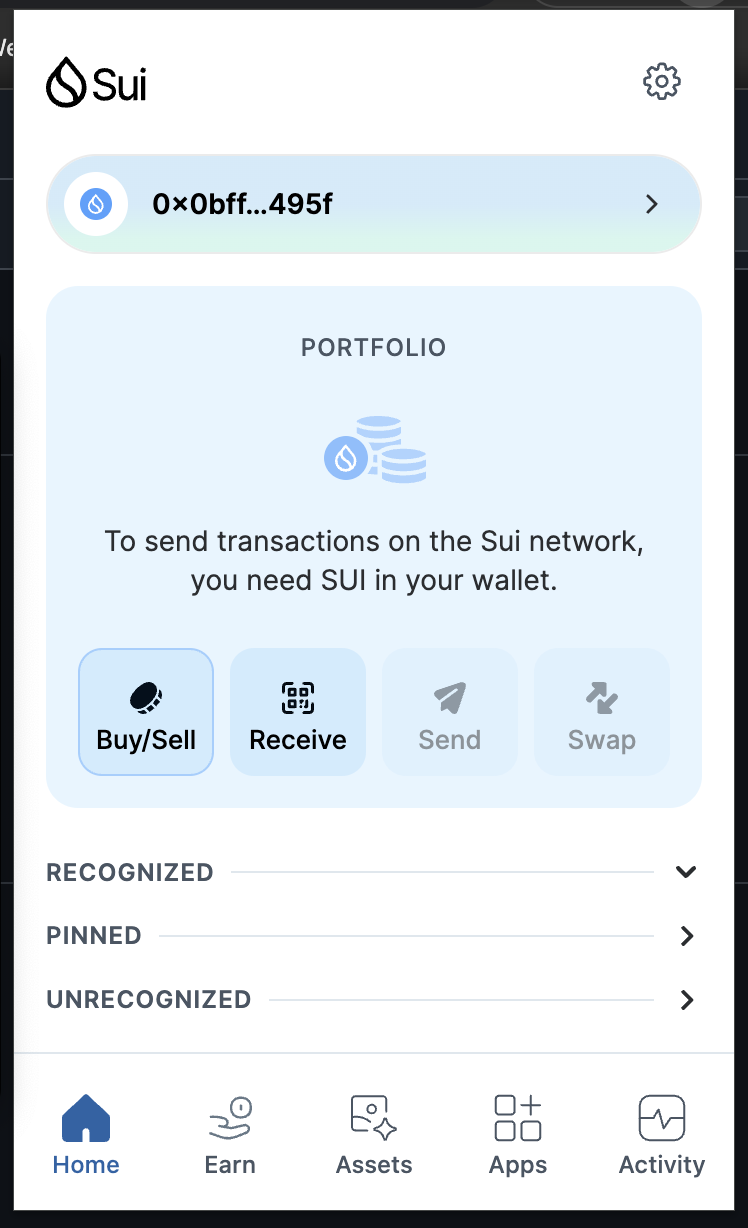 Sui
0x0bff...495f
PORTFOLIO
To send transactions on the Sui network,
you need SUI in your wallet.
Buy/Sell
Receive
Send
Swap
RECOGNIZED
PINNED
UNRECOGNIZED
Home
Earn
Assets
Apps
Activity